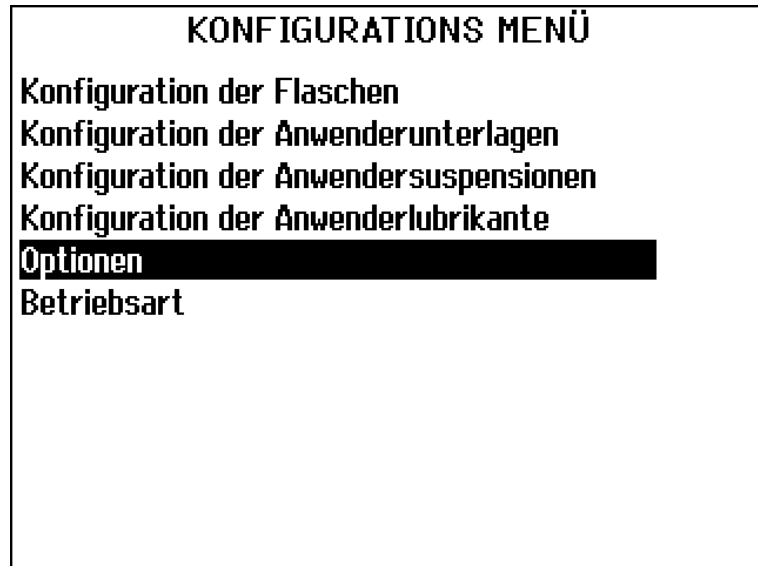 KONFIGURATIONS MENÜ
Konfiguration der Flaschen
Konfiguration der Anwenderunterlagen
Konfiguration der Anwendersuspensionen
Konfiguration der Anwenderlubrikante
Optionen
Betriebsart